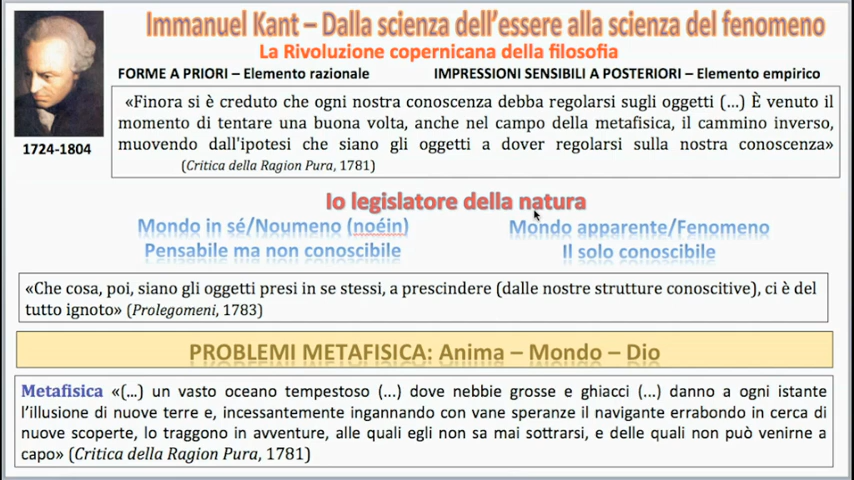 Immanuel Kant – Dalla scienza dell'essere alla scienza del fenomeno
La Rivoluzione copernicana della filosofia
FORME A PRIORI – Elemento razionale IMPRESSIONI SENSIBILI A POSTERIORI – Elemento empirico
«Finora si è creduto che ogni nostra conoscenza debba regolarsi sugli oggetti (...) È venuto il
momento di tentare una buona volta, anche nel campo della metafisica, il cammino inverso,
muovendo dall'ipotesi che siano gli oggetti a dover regolarsi sulla nostra conoscenza»
(Critica della Ragion Pura, 1781)
1724-1804
Io legislatore della natura
Mondo in sé/Noumeno (noéin) Mondo apparente/Fenomeno
Pensabile ma non conoscibile Il solo conoscibile
«Che cosa, poi, siano gli oggetti presi in se stessi, a prescindere (dalle nostre strutture conoscitive), ci è del
tutto ignoto» (Prolegomeni, 1783)
PROBLEMI METAFISICA: Anima – Mondo – Dio
Metafisica «(...) un vasto oceano tempestoso (...) dove nebbie grosse e ghiacci (...) danno a ogni istante
l'illusione di nuove terre e, incessantemente ingannando con vane speranze il navigante errabondo in cerca di
nuove scoperte, lo traggono in avventure, alle quali egli non sa mai sottrarsi, e delle quali non può venirne a
capo» (Critica della Ragion Pura, 1781)